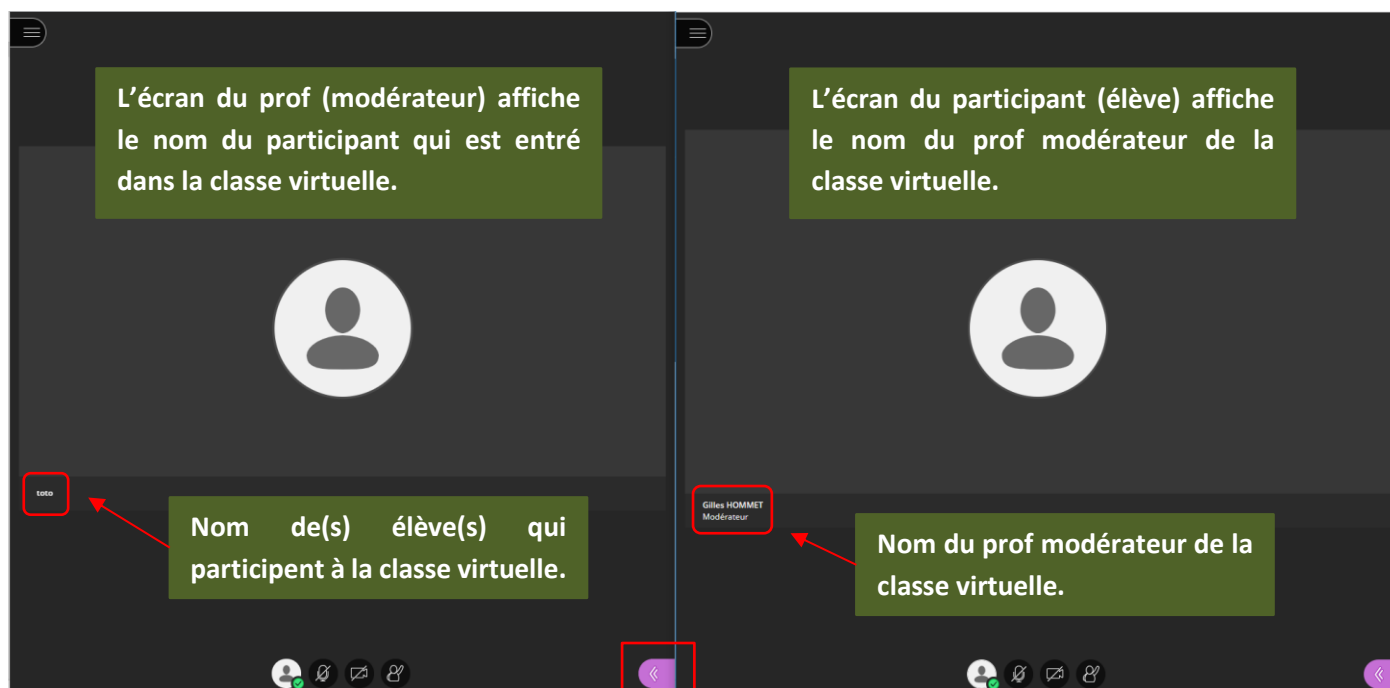 L'écran du prof (modérateur) affiche
le nom du participant qui est entré
dans la classe virtuelle.
toto
Nom de(s) élève(s) qui
participent à la classe virtuelle.
L'écran du participant (élève) affiche
le nom du prof modérateur de la
classe virtuelle.
Gilles HOMMET
Modérateur
Nom du prof modérateur de la
classe virtuelle.